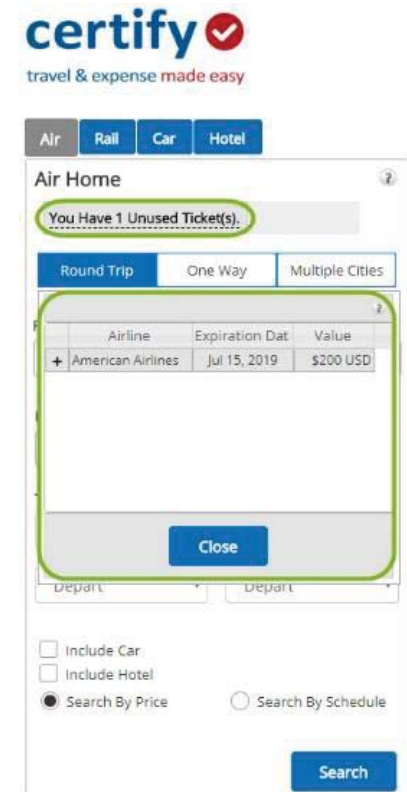 certify
travel & expense made easy
Air Rail Car Hotel
Air Home ?
You Have 1 Unused Ticket(s).
Round Trip One Way Multiple Cities
?
Airline Expiration Dat Value
+ American Airlines Jul 15, 2019 $200 USD
Close
Depart Depart
Include Car
Include Hotel
Search By Price Search By Schedule
Search